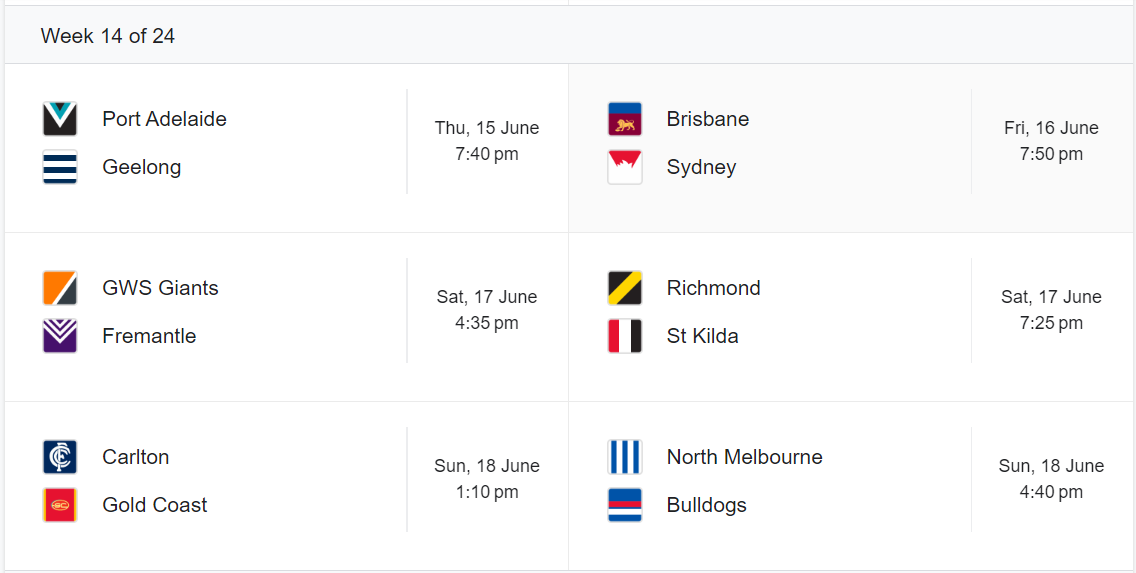 Week 14 of 24
Port Adelaide
Geelong
Thu, 15 June
7:40 pm
Brisbane
Sydney
Fri, 16 June
7:50 pm
GWS Giants
Fremantle
Sat, 17 June
4:35 pm
Richmond
St Kilda
Sat, 17 June
7:25 pm
Carlton
Gold Coast
Sun, 18 June
1:10 pm
North Melbourne
Bulldogs
Sun, 18 June
4:40 pm